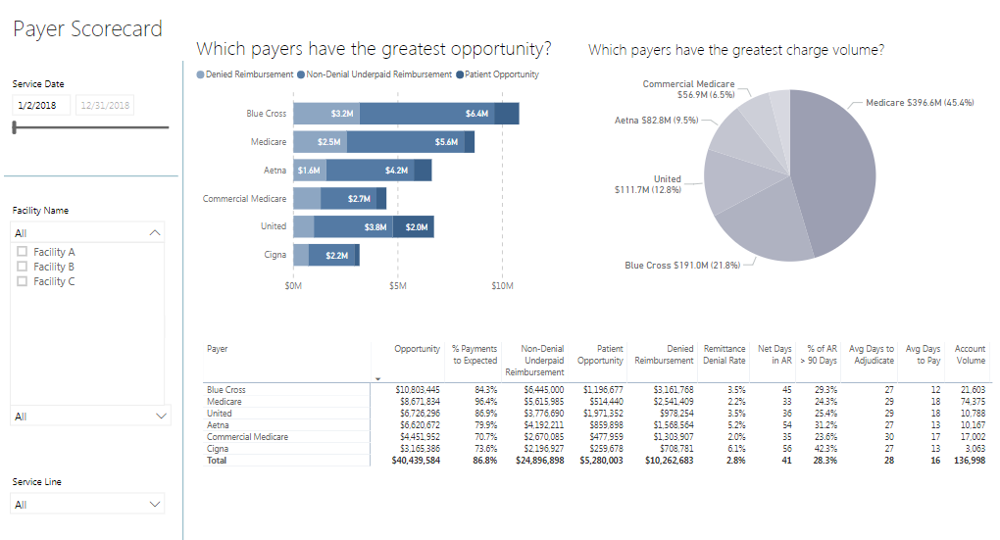 Payer Scorecard
Service Date
1/2/2018 12/31/2018
Facility Name
All
Facility A
Facility B
Facility C
All
Service Line
All
Which payers have the greatest opportunity?
Denied Reimbursement Non-Denial Underpaid Reimbursement Patient Opportunity
Blue Cross $3.2M $6.4M
Medicare $2.5M $5.6M
Aetna $1.6M $4.2M
Commercial Medicare $2.7M
United $3.8M $2.0M
Cigna $2.2M
$0M $5M $10M
Which payers have the greatest charge volume?
Commercial Medicare
$56.9M (6.5%)
Medicare $396.6M (45.4%)
Aetna $82.8M (9.5%)
United
$111.7M (12.8%)
Blue Cross $191.0M (21.8%)
Payer Opportunity % Payments Non-Denial Patient Denied Remittance Net Days % of AR Avg Days to Avg Days Account
to Expected Underpaid Opportunity Reimbursement Denial Rate in AR > 90 Days Adjudicate to Pay Volume
Reimbursement
Blue Cross $10,803,445 84.3% $6,445,000 $1,196,677 $3,161,768 3.5% 45 29.3% 27 12 21,603
Medicare $8,671,834 96.4% $5,615,985 $514,440 $2,541,409 2.2% 33 24.3% 29 18 74,375
United $6,726,296 86.9% $3,776,690 $1,971,352 $978,254 3.5% 36 25.4% 29 18 10,788
Aetna $6,620,672 79.9% $4,192,211 $859,898 $1,568,564 5.2% 54 31.2% 27 13 10,167
Commercial Medicare $4,451,952 70.7% $2,670,085 $477,959 $1,303,907 2.0% 35 23.6% 30 17 17,002
Cigna $3,165,386 73.6% $2,196,927 $259,678 $708,781 6.1% 56 42.3% 27 13 3,063
Total $40,439,584 86.8% $24,896,898 $5,280,003 $10,262,683 2.8% 41 28.3% 28 16 136,998